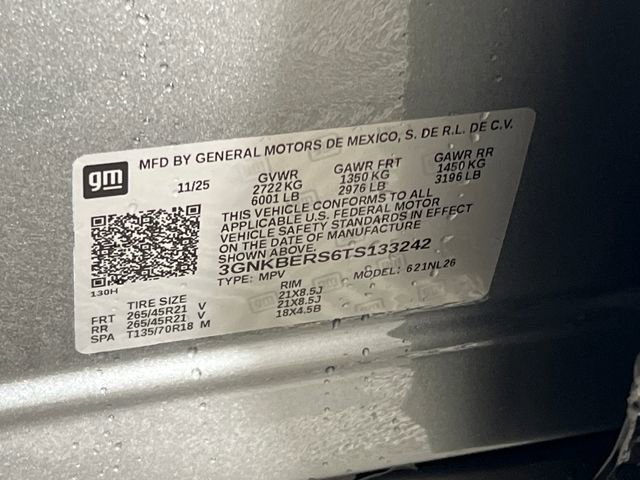 gm
MFD BY GENERAL MOTORS DE MEXICO, S. DE R.L. DE C.V.
11/25 GVWR GAWR FRT GAWR RR
2722 KG 1350 KG 1450 KG
6001 LB 2976 LB 3196 LB
THIS VEHICLE CONFORMS TO ALL
APPLICABLE U.S. FEDERAL MOTOR
VEHICLE SAFETY STANDARDS IN EFFECT
ON THE DATE OF MANUFACTURE
SHOWN ABOVE.
3GNKBERS6TS133242
TYPE: MPV MODEL: 621NL26
130H
TIRE SIZE RIM
FRT 265/45R21 V 21X8.5J
RR 265/45R21 V 21X8.5J
SPA T135/70R18 M 18X4.5B